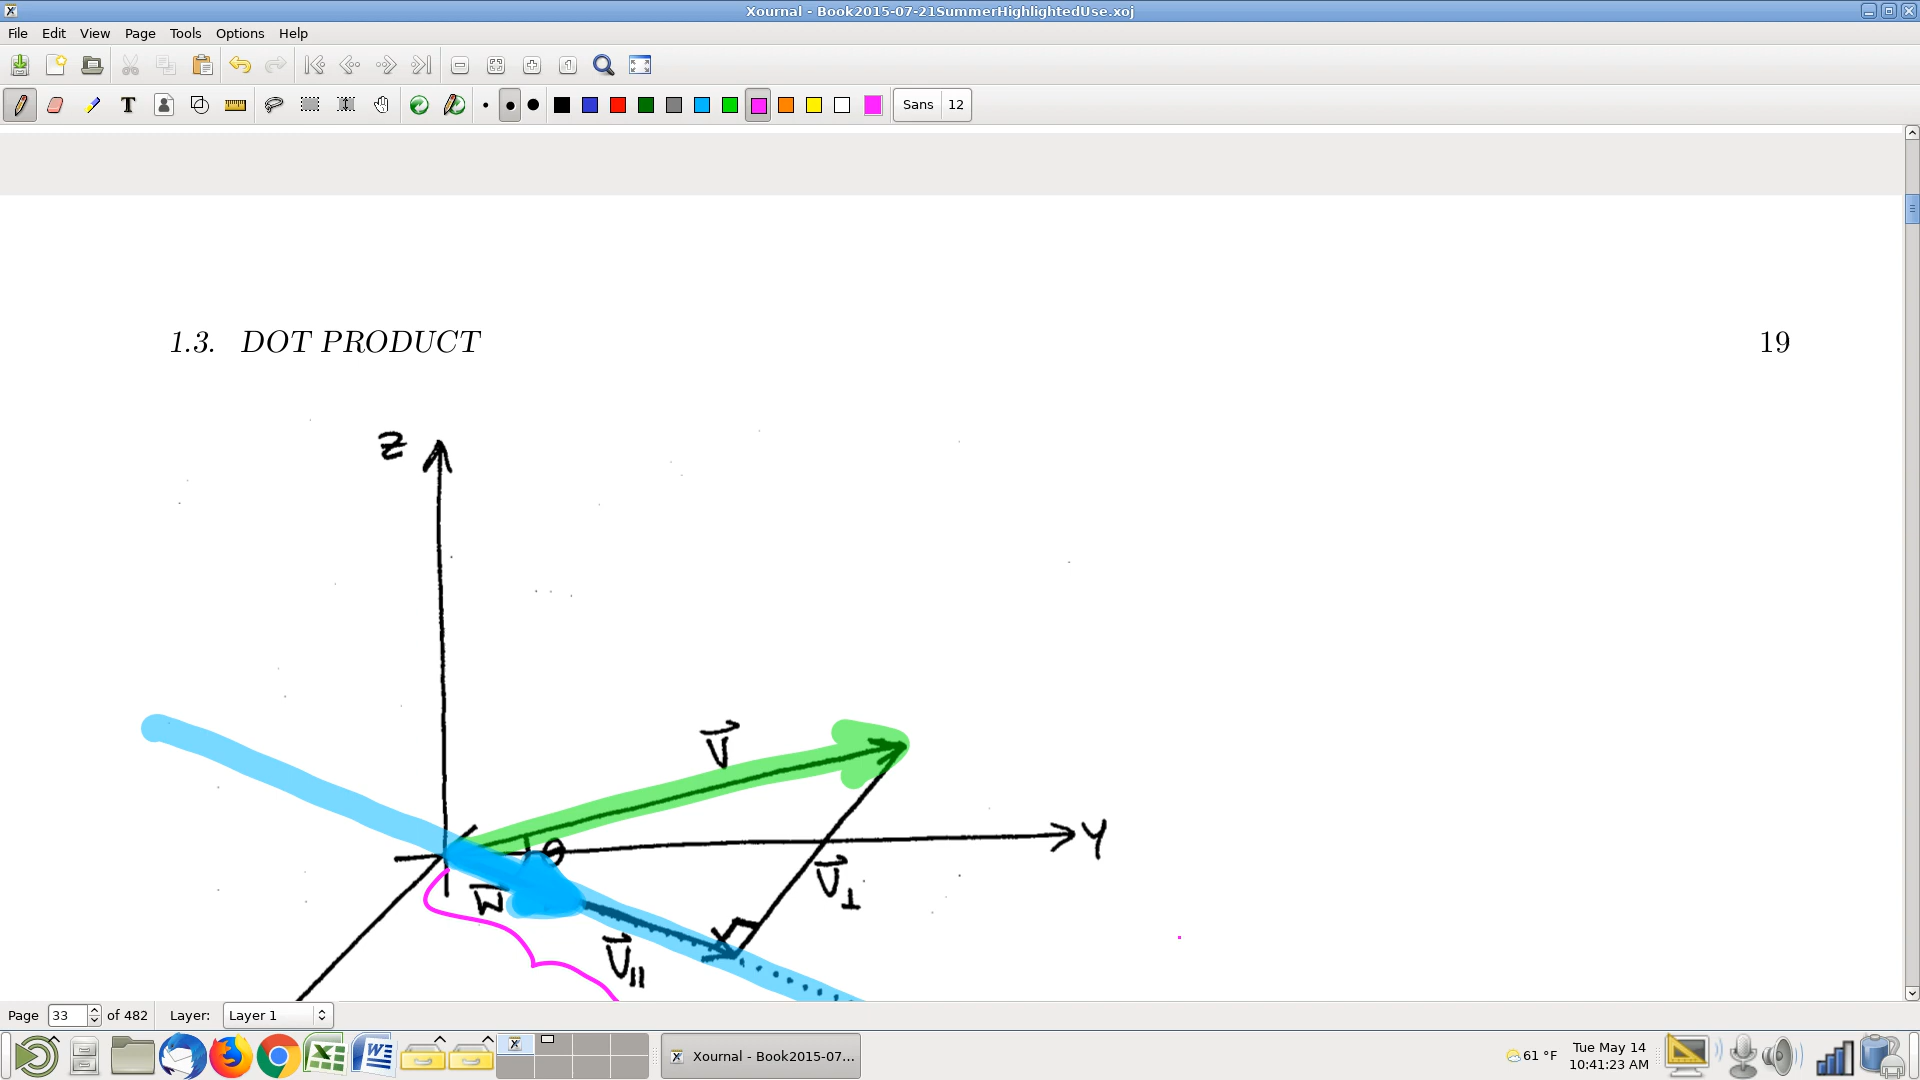 Xournal - Book2015-07-21SummerHighlightedUse.xoj
File Edit View Page Tools Options Help
Sans 12
1.3. DOT PRODUCT 19
Z
V
Y
θ
V⊥
W
V||
Page 33 of 482 Layer: Layer 1
Xournal - Book2015-07...
61 °F
Tue May 14
10:41:23 AM